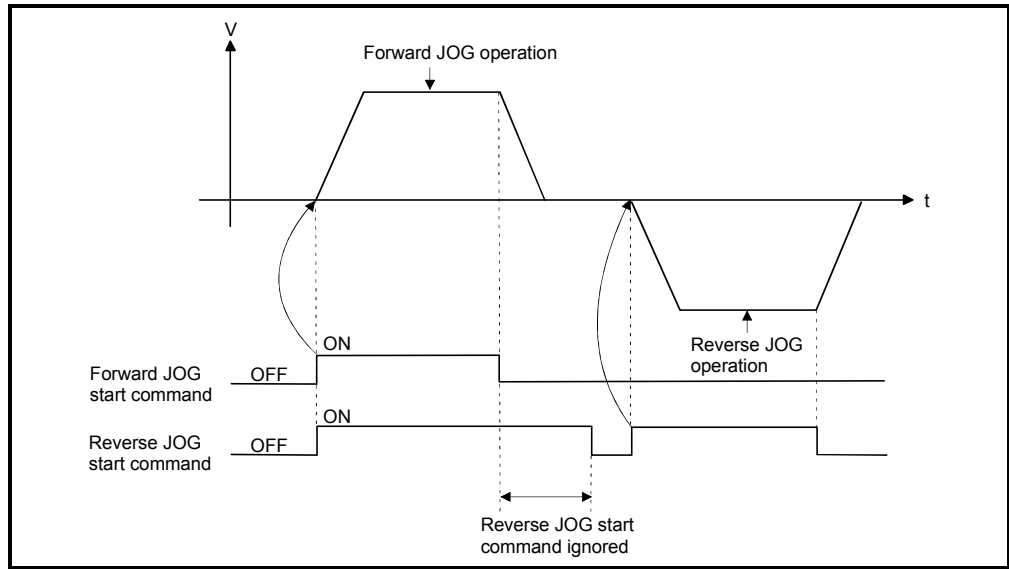 V
Forward JOG operation
t
Reverse JOG
operation
ON
Forward JOG
start command
OFF
ON
Reverse JOG
start command
OFF
Reverse JOG start
command ignored